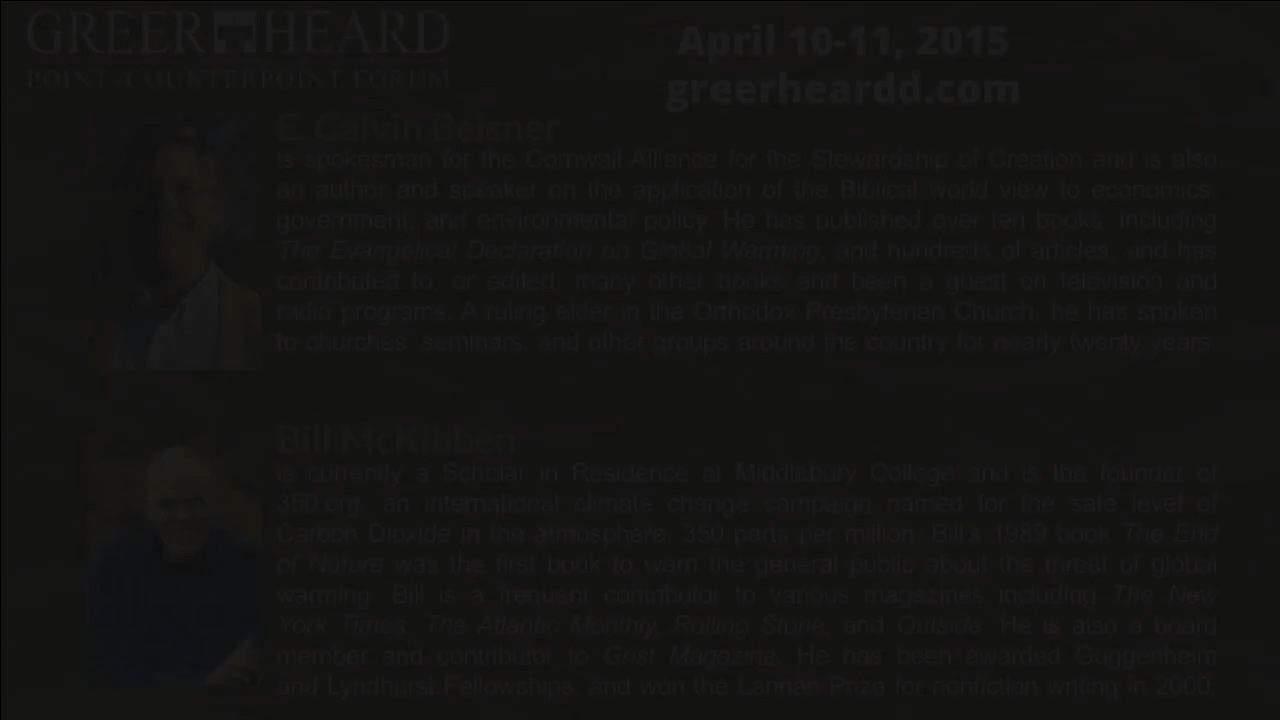 GREER HEARD
POINT-COUNTERPOINT FORUM
April 10-11, 2015
greerheardd.com
E. Calvin Beisner
is spokesman for the Cornwall Alliance for the Stewardship of Creation and is also
an author and speaker on the application of the Biblical world view to economics,
government, and environmental policy. He has published over ten books, including
The Evangelical Declaration on Global Warming, and hundreds of articles, and has
contributed to, or edited, many other books and been a guest on television and
radio programs. A ruling elder in the Orthodox Presbyterian Church, he has spoken
to churches, seminars, and other groups around the country for nearly twenty years.
Bill McKibben
is currently a Scholar in Residence at Middlebury College and is the founder of
350.org, an international climate change campaign named for the safe level of
Carbon Dioxide in the atmosphere, 350 parts per million. Bill's 1989 book The End
of Nature was the first book to warn the general public about the threat of global
warming. Bill is a frequent contributor to various magazines including The New
York Times, The Atlantic Monthly, Rolling Stone, and Outside. He is also a board
member and contributor to Grist Magazine. He has been awarded Guggenheim
and Lyndhurst Fellowships, and won the Lannan Prize for nonfiction writing in 2000.